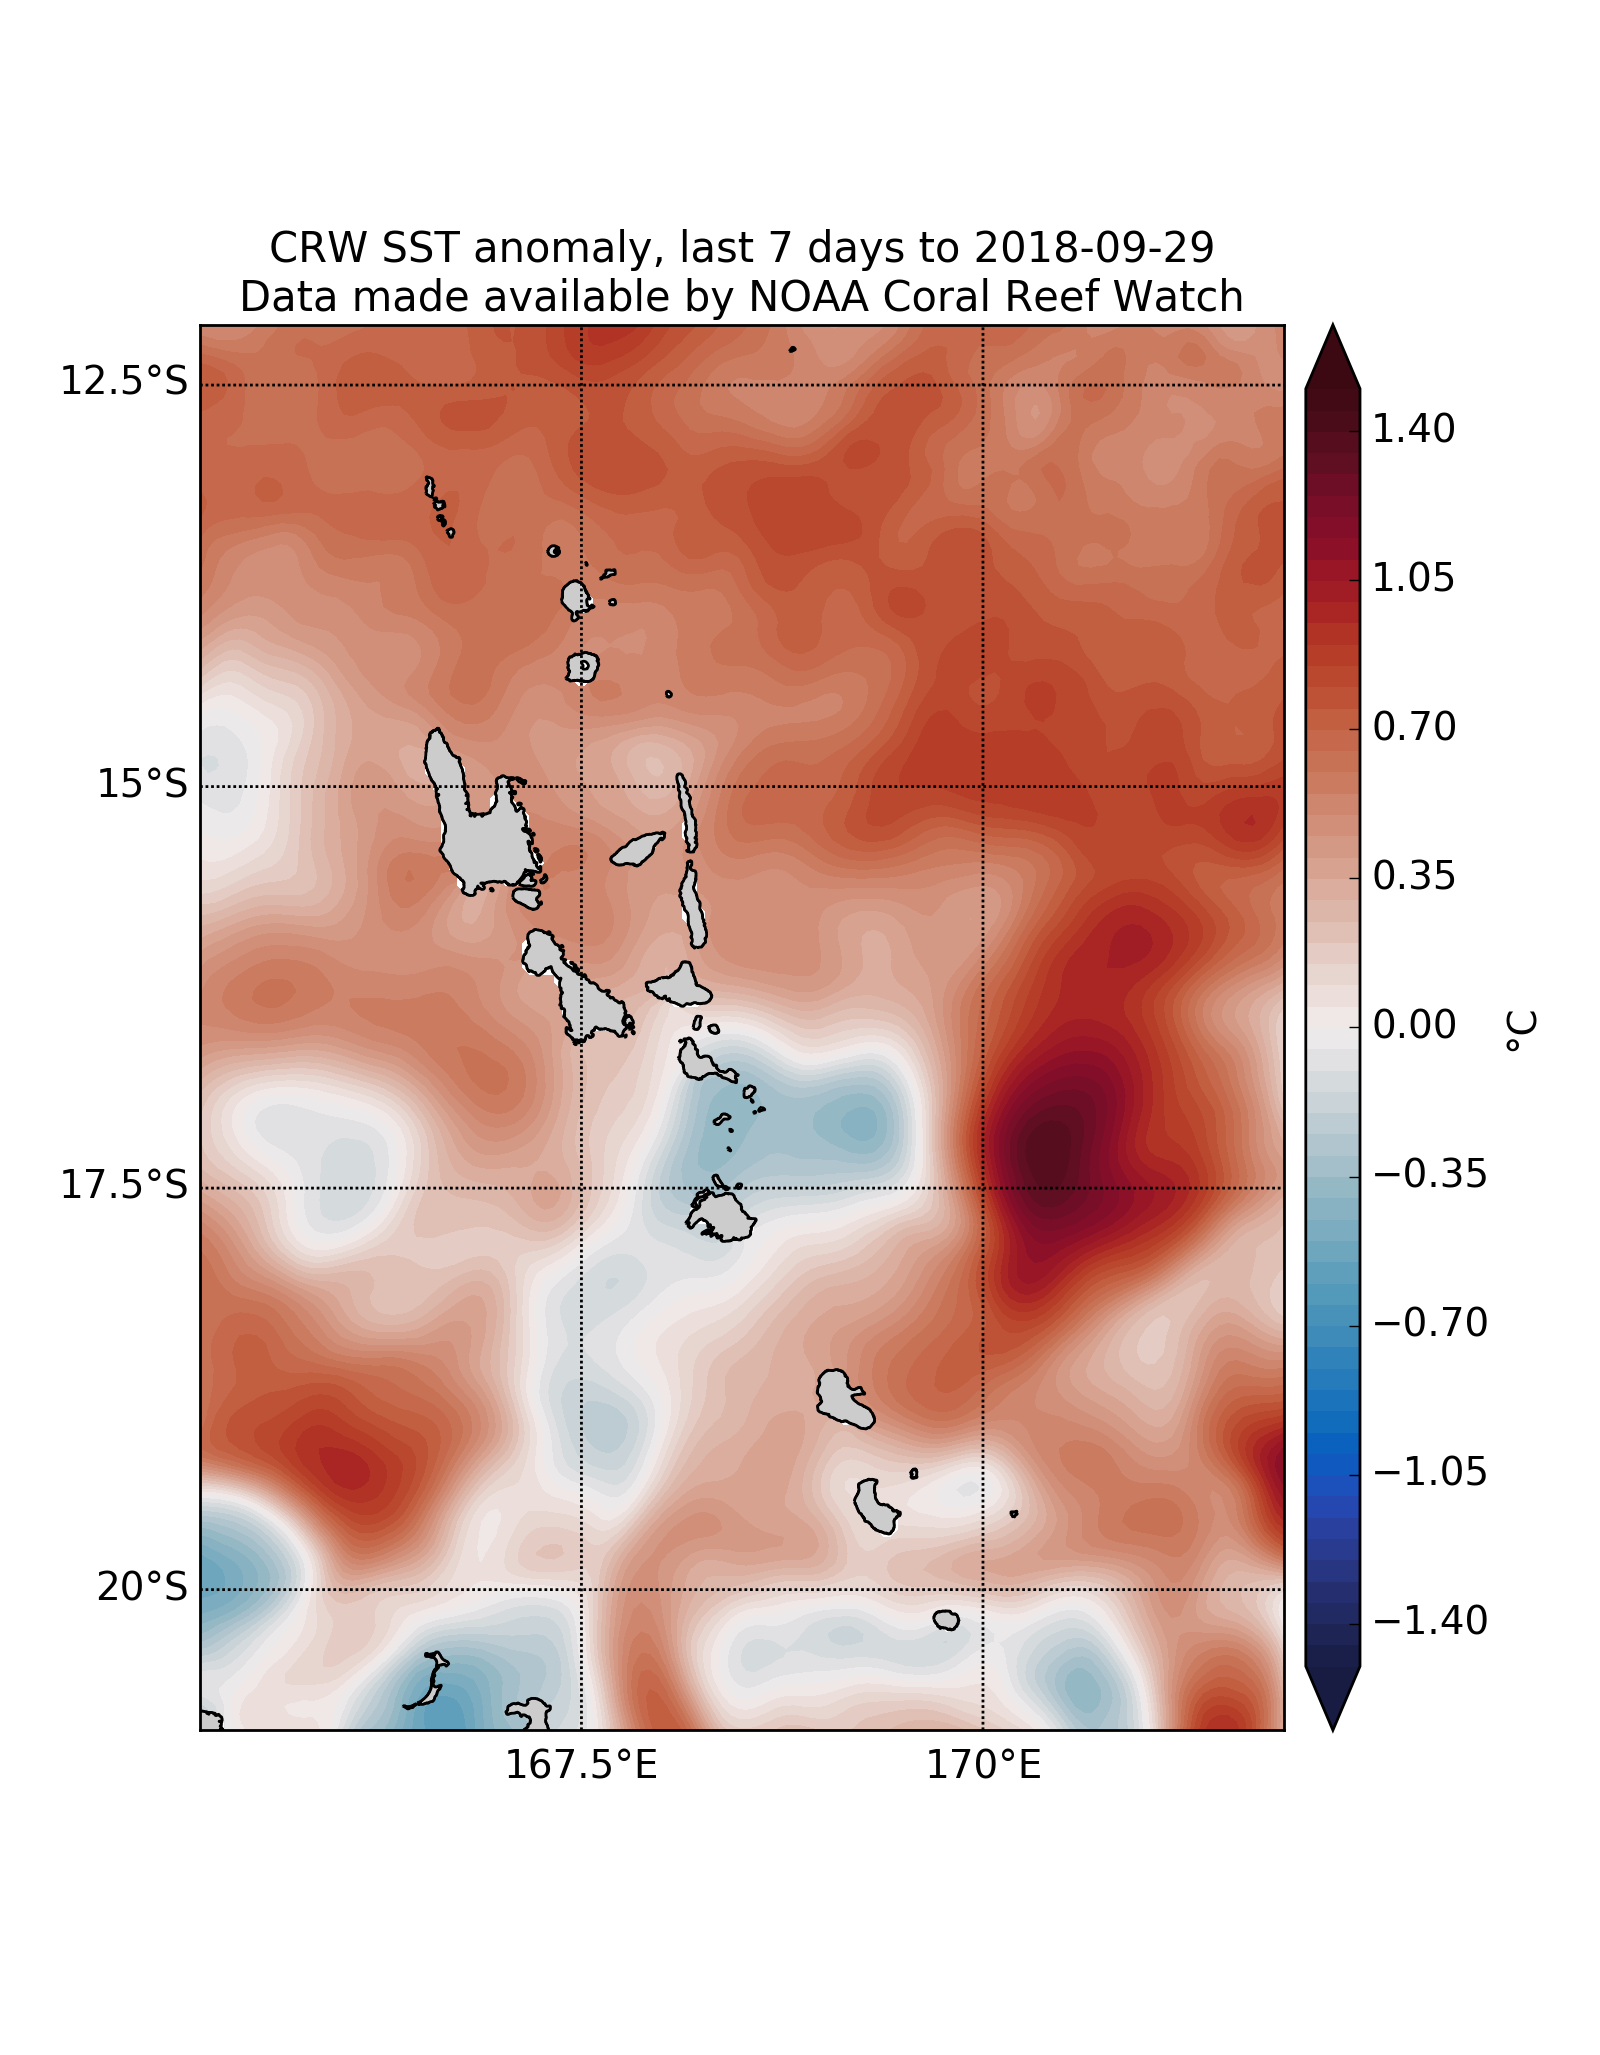 CRW SST anomaly, last 7 days to 2018-09-29
Data made available by NOAA Coral Reef Watch
12.5°S
15°S
17.5°S
20°S
167.5°E
170°E
1.40
1.05
0.70
0.35
0.00
−0.35
−0.70
−1.05
−1.40
°C